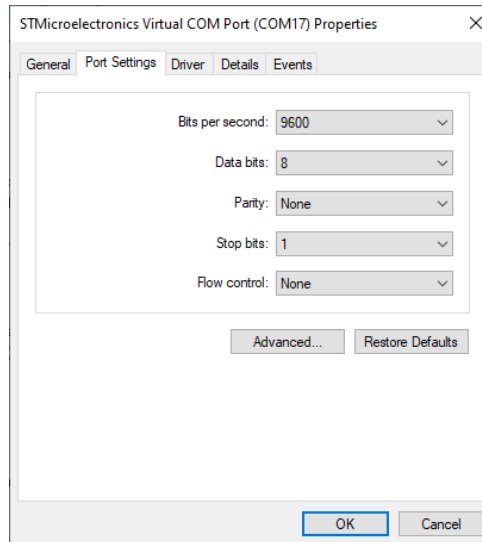 STMicroelectronics Virtual COM Port (COM17) Properties
General Port Settings Driver Details Events
Bits per second: 9600
Data bits: 8
Parity: None
Stop bits: 1
Flow control: None
Advanced... Restore Defaults
OK Cancel